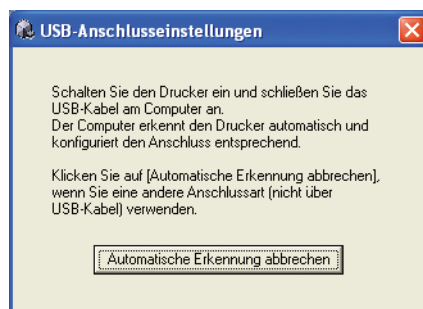 USB-Anschlusseinstellungen
Schalten Sie den Drucker ein und schließen Sie das
USB-Kabel am Computer an.
Der Computer erkennt den Drucker automatisch und
konfiguriert den Anschluss entsprechend.
Klicken Sie auf [Automatische Erkennung abbrechen],
wenn Sie eine andere Anschlussart (nicht über
USB-Kabel) verwenden.
Automatische Erkennung abbrechen